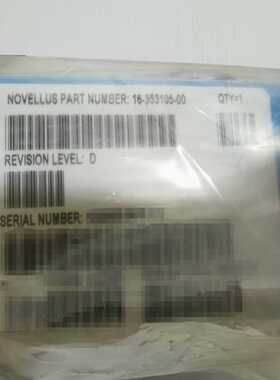 NOVELLUS PART NUMBER: 16-353105-00 QTY:1
REVISION LEVEL: D
SERIAL NUMBER: